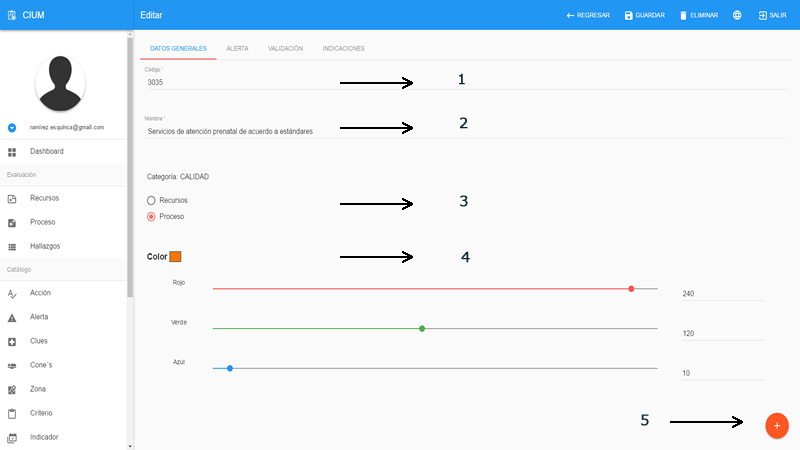 CIUM
Editar
REGRESAR
GUARDAR
ELIMINAR
SALIR
ramirez.esquinca@gmail.com
Dashboard
Evaluación
Recursos
Proceso
Hallazgos
Catálogo
Acción
Alerta
Clues
Cone´s
Zona
Criterio
Indicador
DATOS GENERALES
ALERTA
VALIDACIÓN
INDICACIONES
Código *
3035
1
Nombre *
Servicios de atención prenatal de acuerdo a estándares
2
Categoría: CALIDAD
Recursos
Proceso
3
Color
4
Rojo
240
Verde
120
Azul
10
5
+